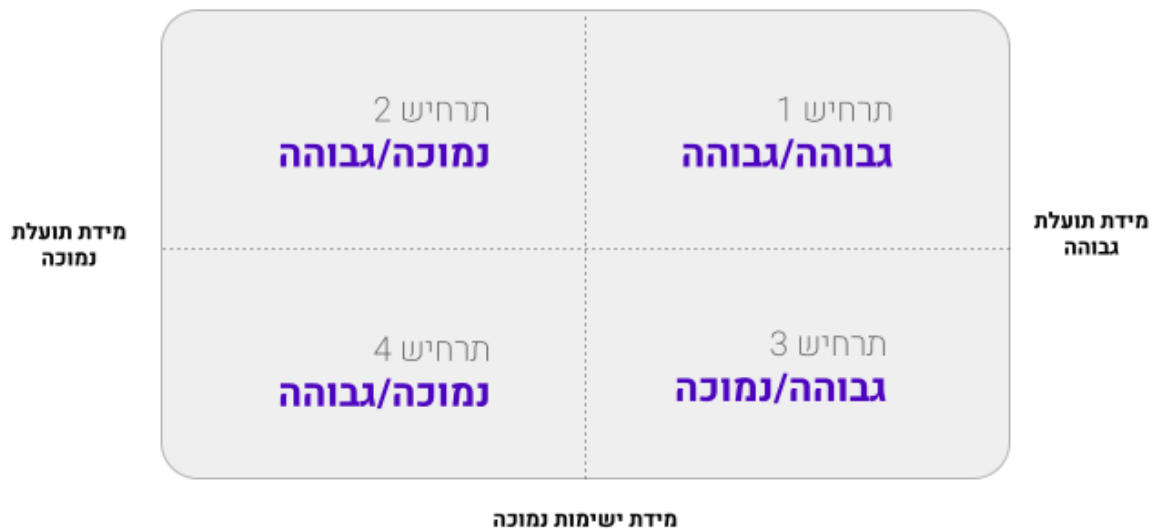 תרחיש 1
גבוהה/גבוהה
תרחיש 2
נמוכה/גבוהה
מידת תועלת
גבוהה
מידת תועלת
נמוכה
תרחיש 3
גבוהה/נמוכה
תרחיש 4
נמוכה/גבוהה
מידת ישימות נמוכה